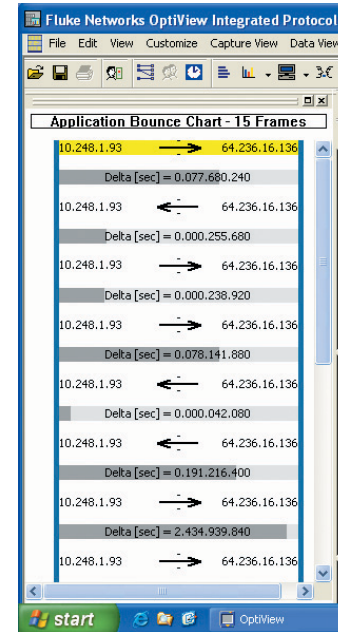 Fluke Networks OptiView Integrated Protocol
File Edit View Customize Capture View Data View
Application Bounce Chart - 15 Frames
10.248.1.93 64.236.16.136
Delta [sec] = 0.077.680.240
10.248.1.93 64.236.16.136
Delta [sec] = 0.000.255.680
10.248.1.93 64.236.16.136
Delta [sec] = 0.000.238.920
10.248.1.93 64.236.16.136
Delta [sec] = 0.078.141.880
10.248.1.93 64.236.16.136
Delta [sec] = 0.000.042.080
10.248.1.93 64.236.16.136
Delta [sec] = 0.191.216.400
10.248.1.93 64.236.16.136
Delta [sec] = 2.434.939.840
10.248.1.93 64.236.16.136
start OptiView